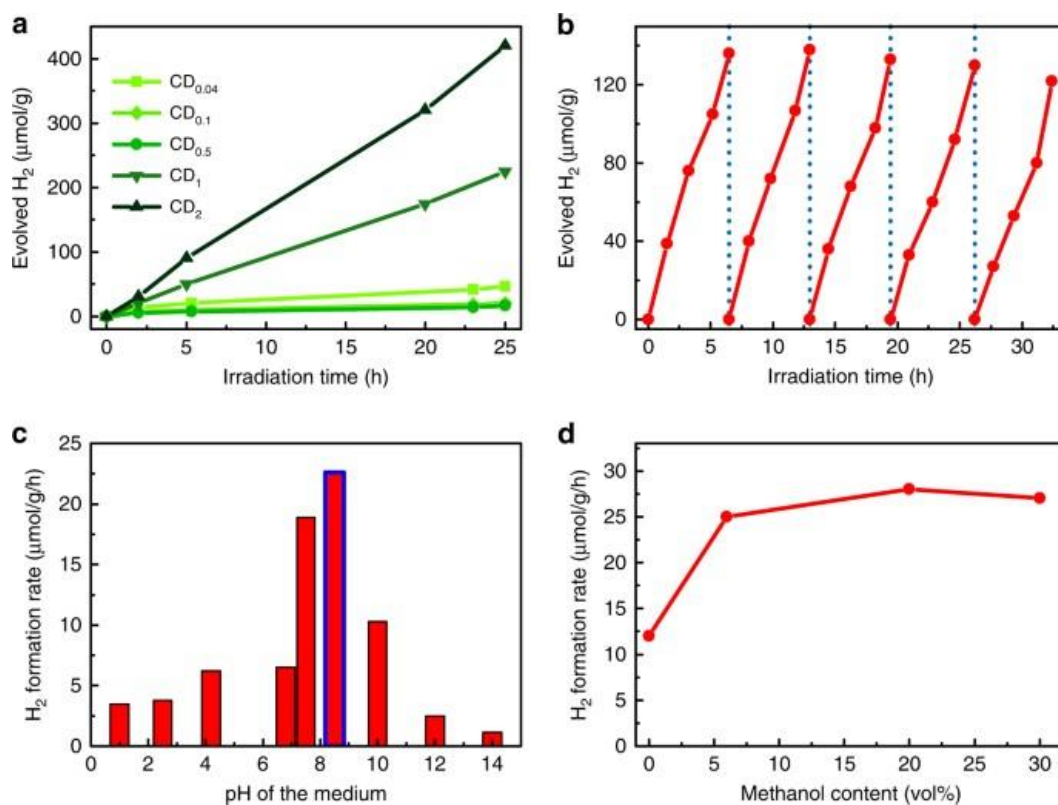 a
Evolved H₂ (μmol/g)
400
300
200
100
0
CD₀.₀₄
CD₀.₁
CD₀.₅
CD₁
CD₂
0 5 10 15 20 25
Irradiation time (h)
b
Evolved H₂ (μmol/g)
120
80
40
0
0 5 10 15 20 25 30
Irradiation time (h)
c
H₂ formation rate (μmol/g/h)
25
20
15
10
5
0
0 2 4 6 8 10 12 14
pH of the medium
d
H₂ formation rate (μmol/g/h)
30
25
20
15
10
5
0
0 5 10 15 20 25 30
Methanol content (vol%)